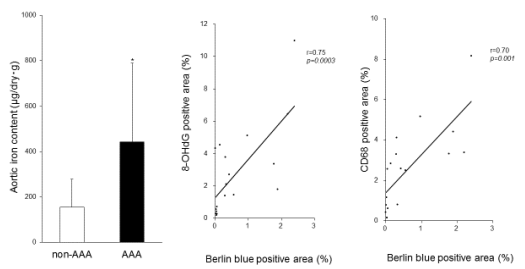 Aortic iron content (µg/dry-g)
1000
800
600
400
200
0
*
non-AAA
AAA
8-OHdG positive area (%)
12
10
8
6
4
2
0
r=0.75
p=0.0003
0
1
2
3
Berlin blue positive area (%)
CD68 positive area (%)
10
8
6
4
2
0
r=0.70
p=0.001
0
1
2
3
Berlin blue positive area (%)